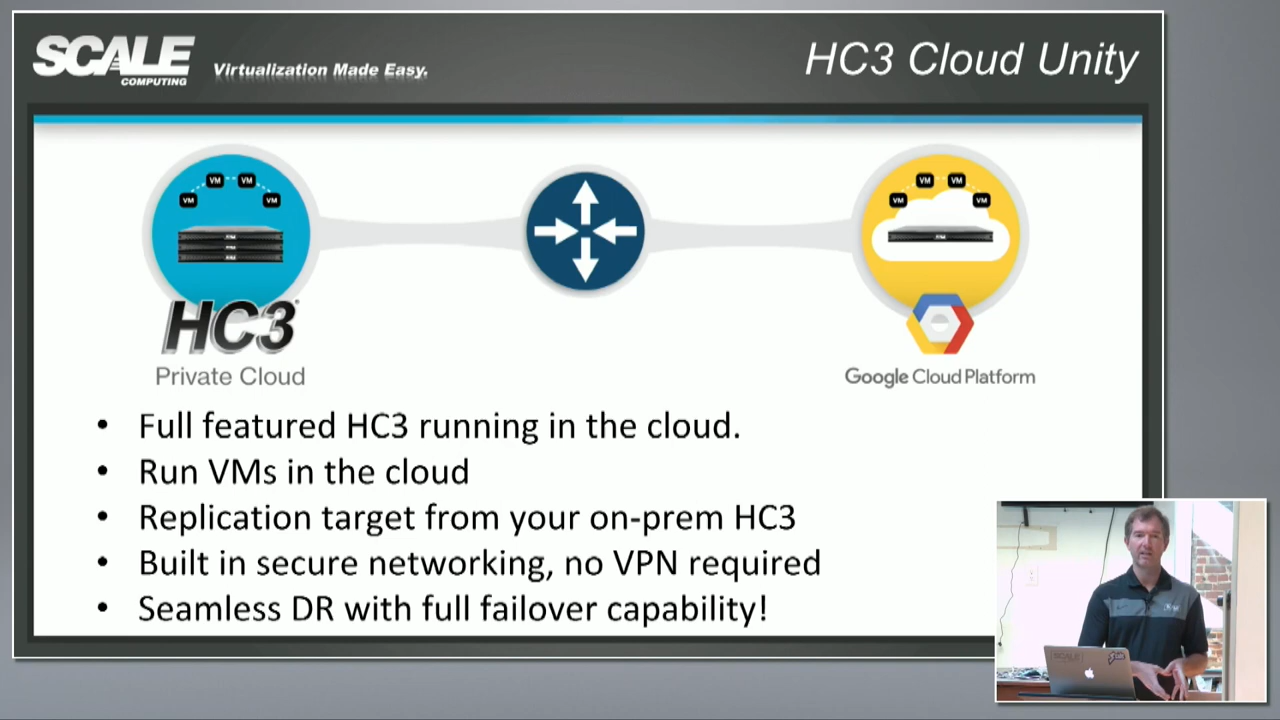 SCALE
COMPUTING
Virtualization Made Easy.
HC3 Cloud Unity
VM VM VM VM
VM VM VM VM
HC3
Private Cloud
Google Cloud Platform
• Full featured HC3 running in the cloud.
• Run VMs in the cloud
• Replication target from your on-prem HC3
• Built in secure networking, no VPN required
• Seamless DR with full failover capability!
SCALE